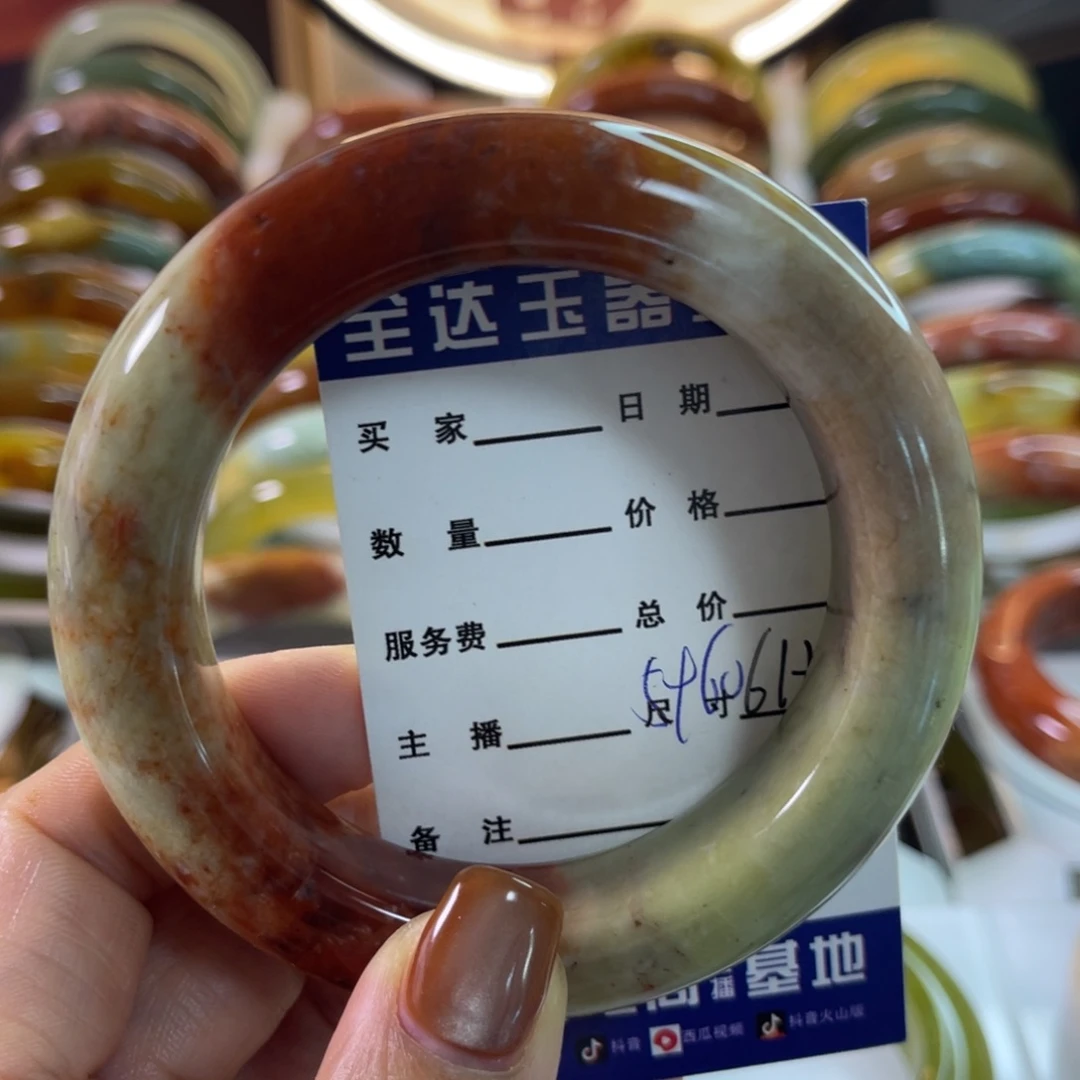 全达玉器
买 家 日 期
数 量 价 格
服务费 总 价
主 播 尺 寸
备 注
播 基地
抖音 西瓜视频 抖音火山版